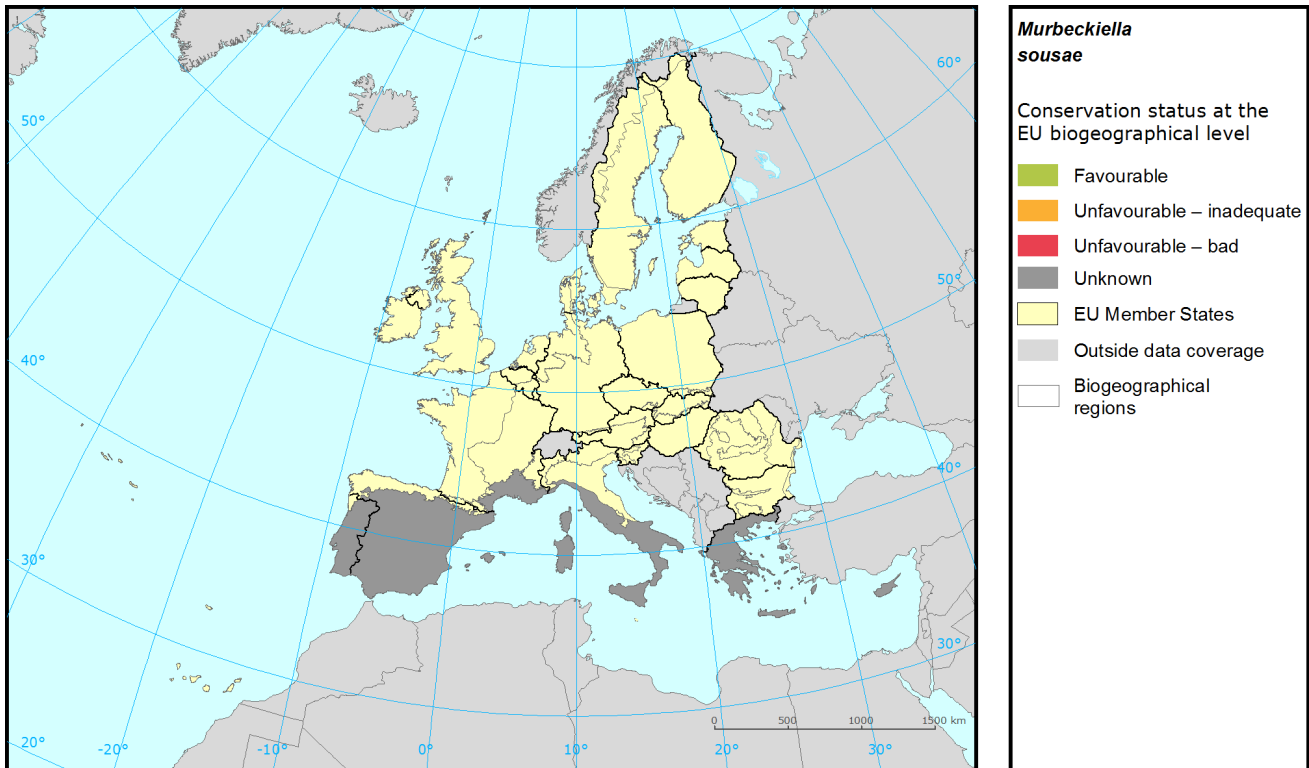 Murbeckiella
sousae
Conservation status at the
EU biogeographical level
Favourable
Unfavourable – inadequate
Unfavourable – bad
Unknown
EU Member States
Outside data coverage
Biogeographical
regions
60°
50°
50°
40°
40°
30°
30°
20°
-20°
-10°
0°
10°
20°
30°
0
500
1000
1500 km